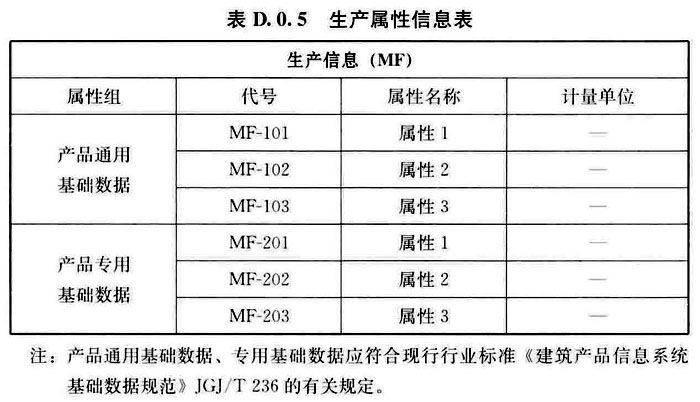 表 D.0.5 生产属性信息表
生产信息（MF）
属性组 代号 属性名称 计量单位
产品通用
基础数据
MF-101 属性 1 —
MF-102 属性 2 —
MF-103 属性 3 —
产品专用
基础数据
MF-201 属性 1 —
MF-202 属性 2 —
MF-203 属性 3 —
注：产品通用基础数据、专用基础数据应符合现行行业标准《建筑产品信息系统
基础数据规范》JGJ/T 236 的有关规定。